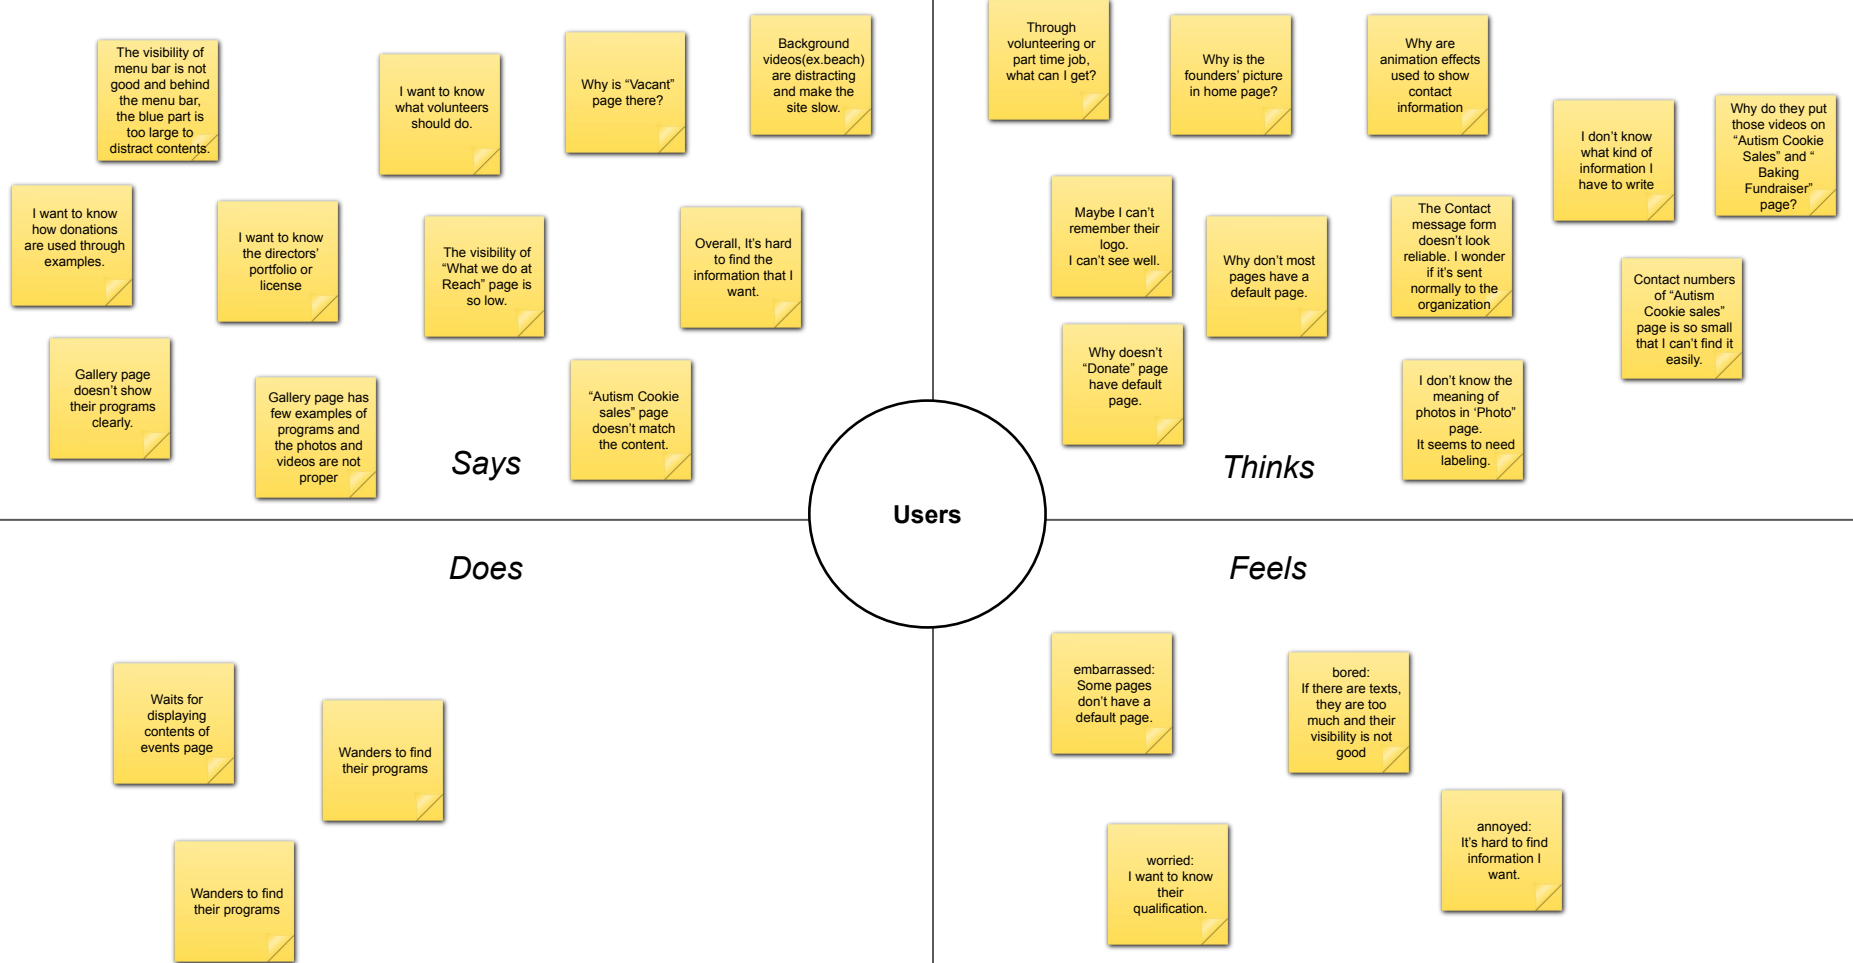 The visibility of
menu bar is not
good and behind
the menu bar,
the blue part is
too large to
distract contents.
I want to know
what volunteers
should do.
Why is “Vacant”
page there?
Background
videos(ex.beach)
are distracting
and make the
site slow.
I want to know
how donations
are used through
examples.
I want to know
the directors’
portfolio or
license
The visibility of
“What we do at
Reach” page is
so low.
Overall, It’s hard
to find the
information that I
want.
Gallery page
doesn’t show
their programs
clearly.
Gallery page has
few examples of
programs and
the photos and
videos are not
proper
“Autism Cookie
sales” page
doesn’t match
the content.
Says
Through
volunteering or
part time job,
what can I get?
Why is the
founders’ picture
in home page?
Why are
animation effects
used to show
contact
information
I don’t know
what kind of
information I
have to write
Why do they put
those videos on
“Autism Cookie
Sales” and “
Baking
Fundraiser”
page?
Maybe I can’t
remember their
logo.
I can’t see well.
Why don’t most
pages have a
default page.
The Contact
message form
doesn’t look
reliable. I wonder
if it’s sent
normally to the
organization
Contact numbers
of “Autism
Cookie sales”
page is so small
that I can’t find it
easily.
Why doesn’t
“Donate” page
have default
page.
I don’t know the
meaning of
photos in ‘Photo”
page.
It seems to need
labeling.
Thinks
Users
Does
Waits for
displaying
contents of
events page
Wanders to find
their programs
Wanders to find
their programs
Feels
embarrassed:
Some pages
don’t have a
default page.
bored:
If there are texts,
they are too
much and their
visibility is not
good
worried:
I want to know
their
qualification.
annoyed:
It’s hard to find
information I
want.